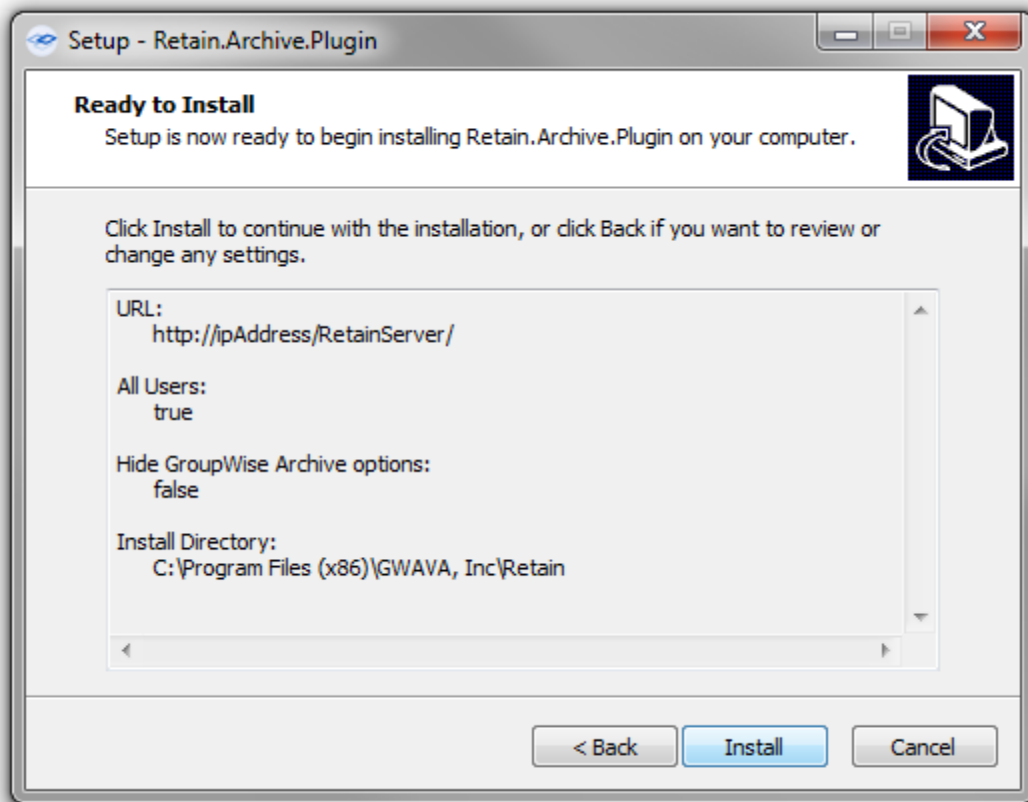 Setup - Retain.Archive.Plugin
Ready to Install
Setup is now ready to begin installing Retain.Archive.Plugin on your computer.
Click Install to continue with the installation, or click Back if you want to review or
change any settings.
URL:
http://ipAddress/RetainServer/
All Users:
true
Hide GroupWise Archive options:
false
Install Directory:
C:\Program Files (x86)\GWAVA, Inc\Retain
< Back
Install
Cancel